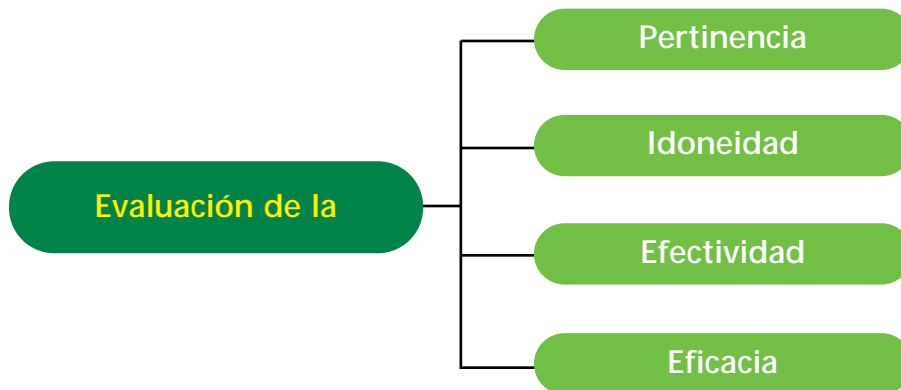 Evaluación de la
Pertinencia
Idoneidad
Efectividad
Eficacia